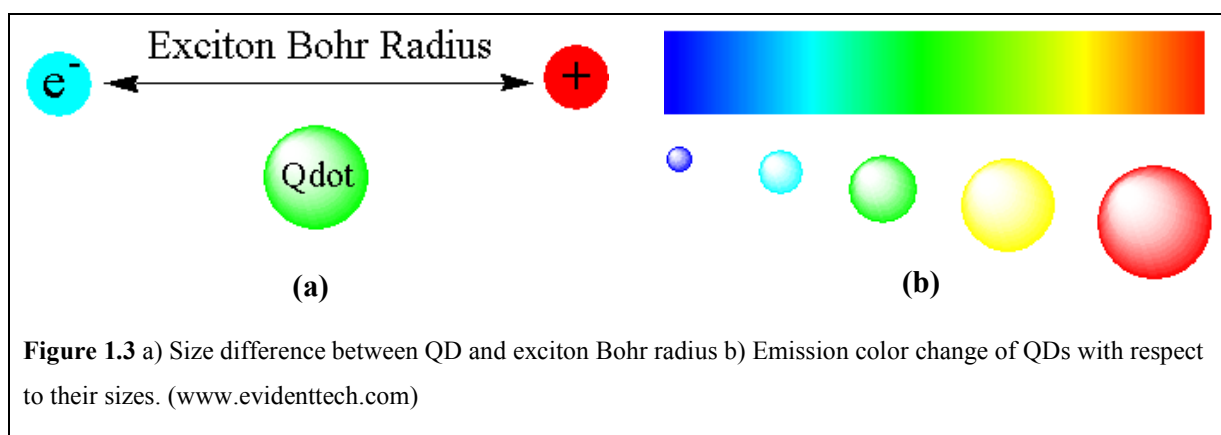 Exciton Bohr Radius
e-
+
Qdot
(a)
(b)
Figure 1.3 a) Size difference between QD and exciton Bohr radius b) Emission color change of QDs with respect
to their sizes. (www.evidenttech.com)